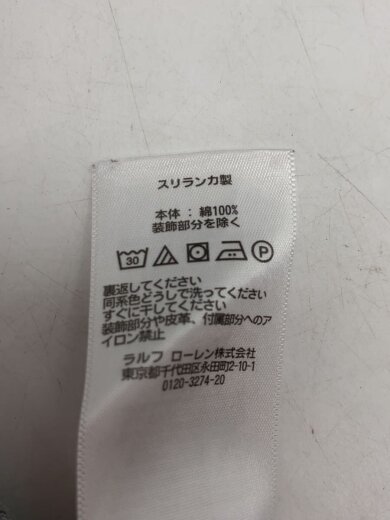 スリランカ製
本体 : 綿100%
装飾部分を除く
30 P
裏返してください
同系色どうしで洗ってください
すぐに干してください
装飾部分や皮革、付属部分へのア
イロン禁止
ラルフ ローレン株式会社
東京都千代田区永田町2-10-1
0120-3274-20